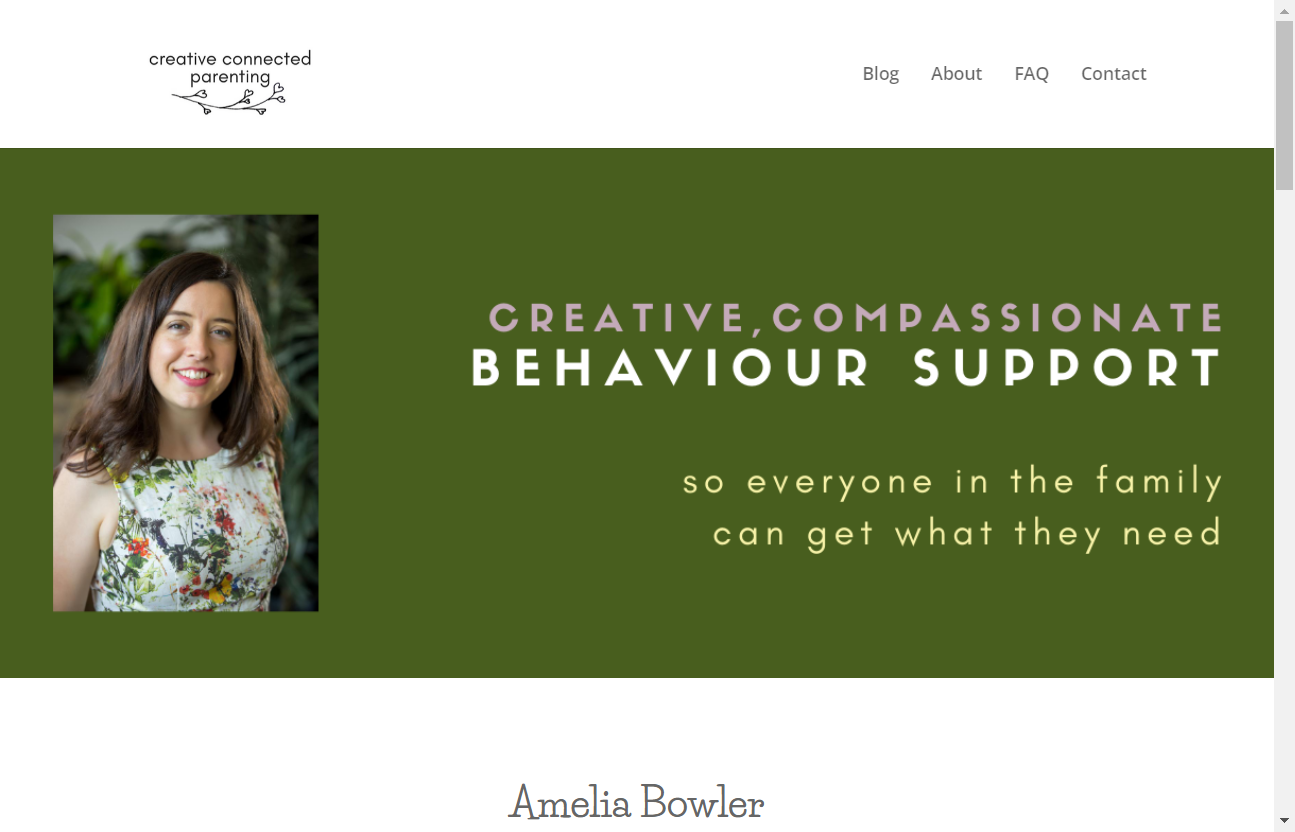 creative connected
parenting
Blog
About
FAQ
Contact
CREATIVE, COMPASSIONATE
BEHAVIOUR SUPPORT
so everyone in the family
can get what they need
Amelia Bowler